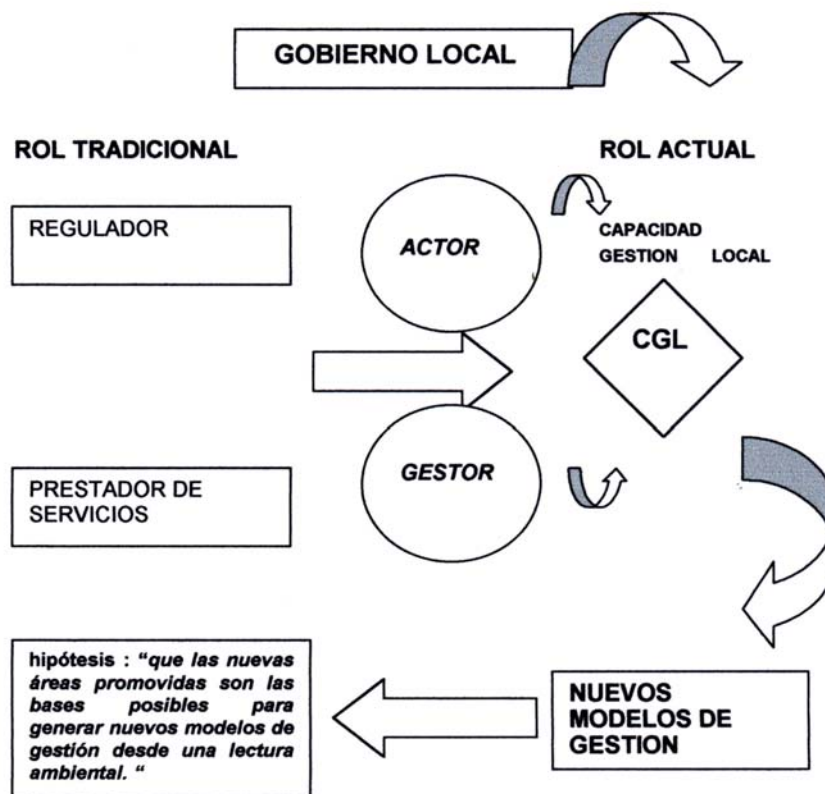 GOBIERNO LOCAL
ROL TRADICIONAL
ROL ACTUAL
REGULADOR
ACTOR
CAPACIDAD
GESTION LOCAL
CGL
PRESTADOR DE
SERVICIOS
GESTOR
hipótesis : “que las nuevas
áreas promovidas son las
bases posibles para
generar nuevos modelos de
gestión desde una lectura
ambiental. “
NUEVOS
MODELOS DE
GESTION